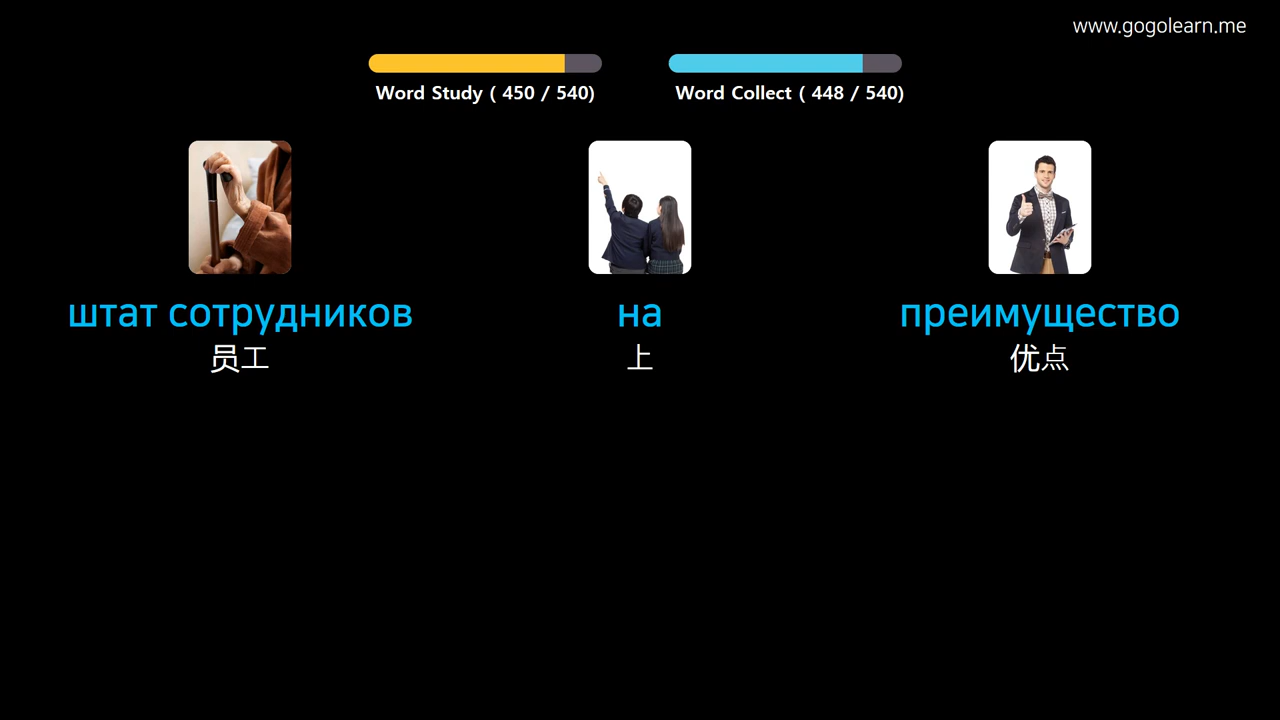 www.gogolearn.me
Word Study ( 450 / 540)
Word Collect ( 448 / 540)
штат сотрудников
员工
на
上
преимущество
优点